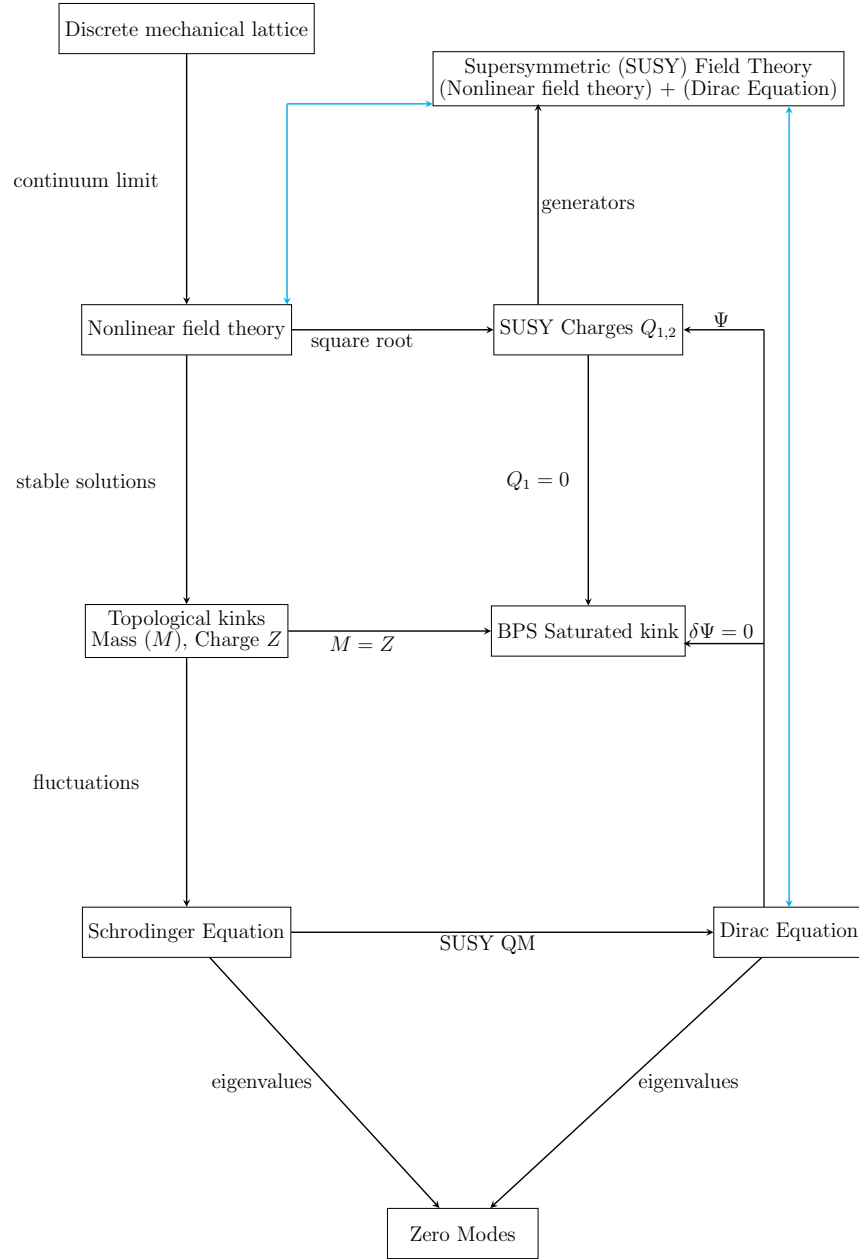 Discrete mechanical lattice
Supersymmetric (SUSY) Field Theory
(Nonlinear field theory) + (Dirac Equation)
continuum limit
generators
Nonlinear field theory
square root
SUSY Charges Q₁,₂
Ψ
stable solutions
Q₁ = 0
Topological kinks
Mass (M), Charge Z
M = Z
BPS Saturated kink
δΨ = 0
fluctuations
Schrodinger Equation
SUSY QM
Dirac Equation
eigenvalues
eigenvalues
Zero Modes